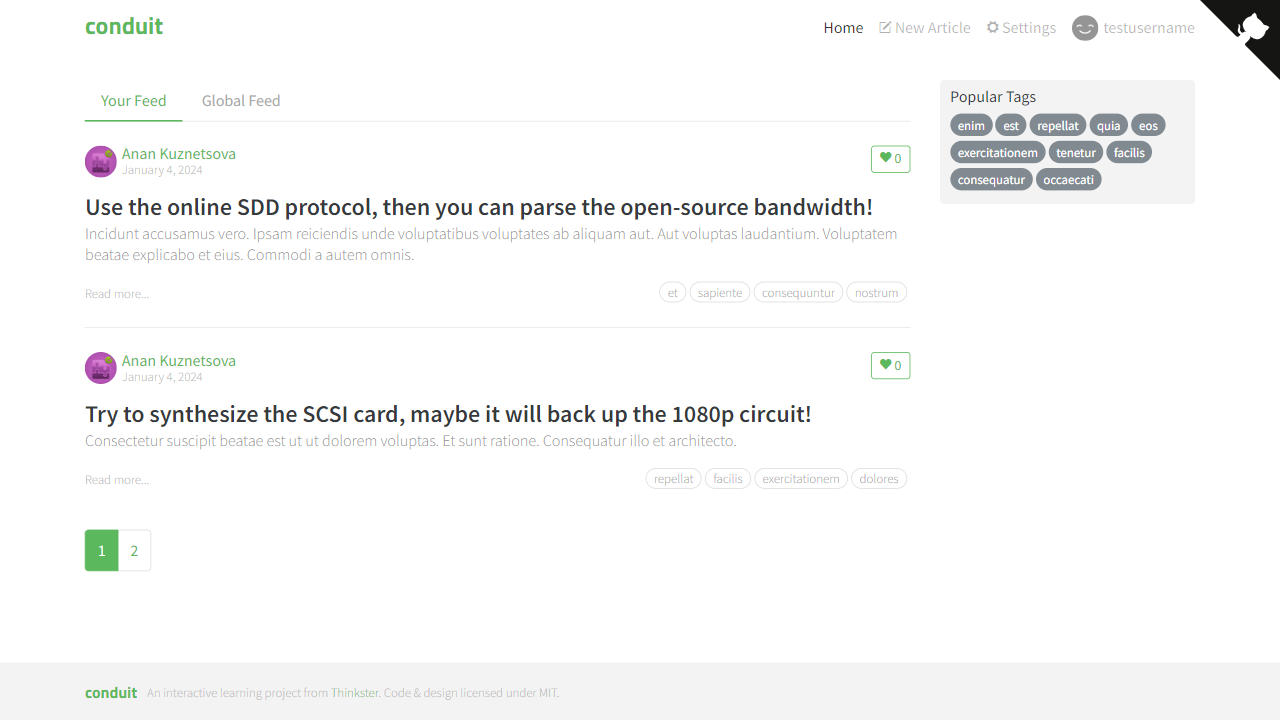 conduit
Home New Article Settings testusername
Your Feed Global Feed
Anan Kuznetsova
January 4, 2024
0
Use the online SDD protocol, then you can parse the open-source bandwidth!
Incidunt accusamus vero. Ipsam reiciendis unde voluptatibus voluptates ab aliquam aut. Aut voluptas laudantium. Voluptatem
beatae explicabo et eius. Commodi a autem omnis.
Read more...
et sapiente consequuntur nostrum
Anan Kuznetsova
January 4, 2024
0
Try to synthesize the SCSI card, maybe it will back up the 1080p circuit!
Consectetur suscipit beatae est ut ut dolorem voluptas. Et sunt ratione. Consequatur illo et architecto.
Read more...
repellat facilis exercitationem dolores
1 2
Popular Tags
enim est repellat quia eos
exercitationem tenetur facilis
consequatur occaecati
conduit An interactive learning project from Thinkster. Code & design licensed under MIT.